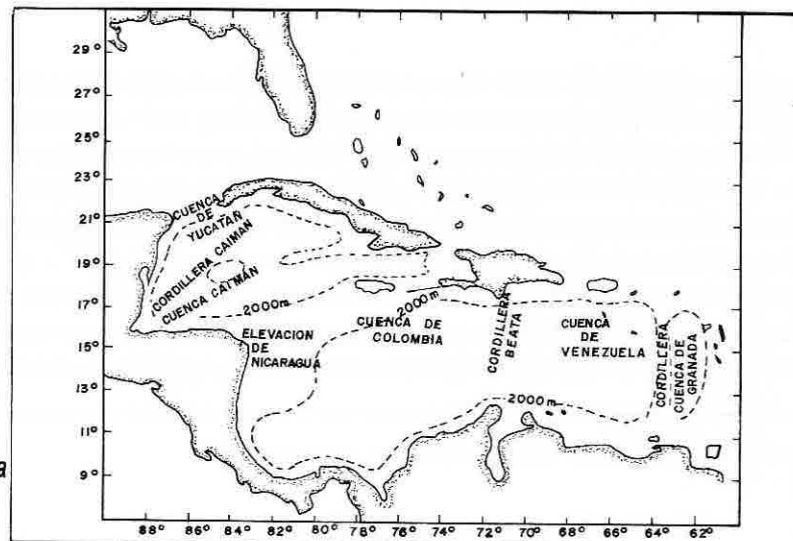 29°
27°
25°
23°
21°
19°
17°
15°
13°
11°
9°
CUENCA
DE
YUCATÁN
CORDILLERA CAIMAN
CUENCA CAIMÁN
2000m
2000m
ELEVACION
DE
NICARAGUA
CUENCA DE
COLOMBIA
CORDILLERA
BEATA
CUENCA
DE
VENEZUELA
CORDILLERA
CUENCA DE
GRANADA
2000m
a
88° 86° 84° 82° 80° 78° 76° 74° 72° 70° 68° 66° 64° 62°